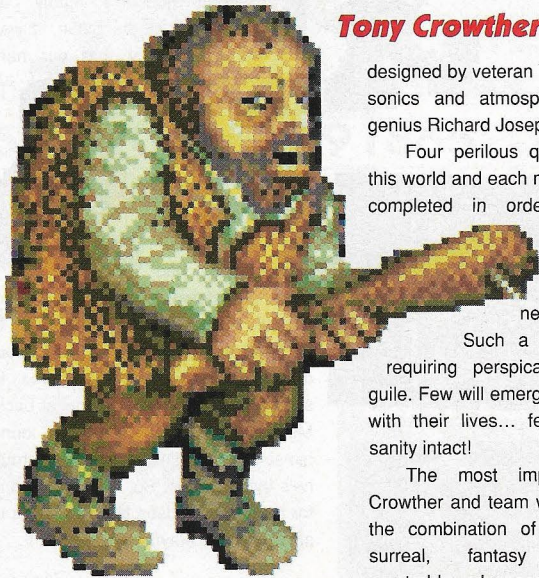 Tony Crowther
designed by veteran
sonics and atmosp
genius Richard Josep
Four perilous q
this world and each
completed in orde
ne
Such a
requiring perspica
guile. Few will emerg
with their lives... fe
sanity intact!
The most imp
Crowther and team
the combination of
surreal, fantasy